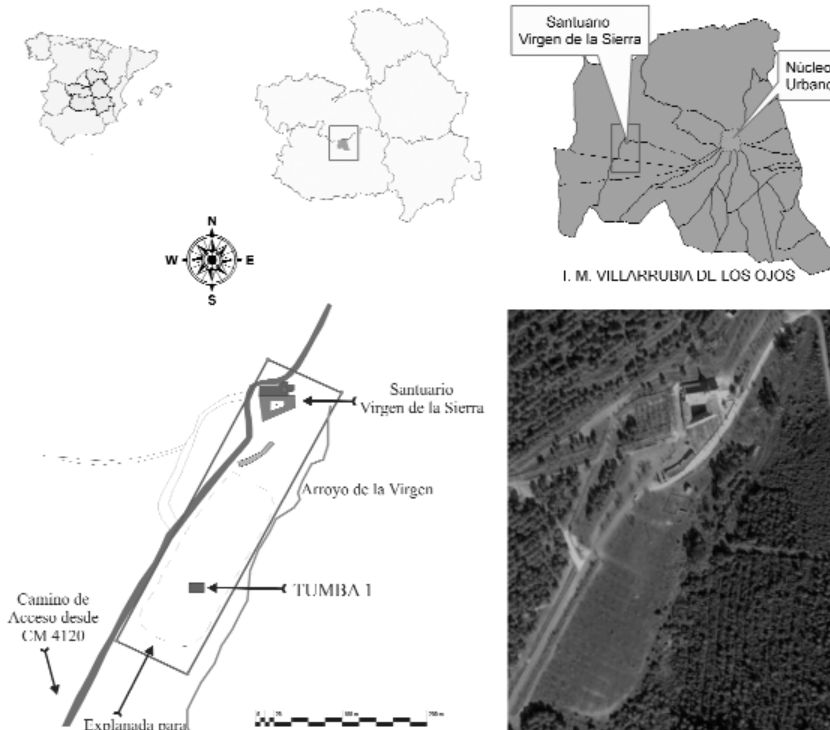 Santuario
Virgen de la Sierra
Núcleo
Urbano
T. M. VILLARRUBIA DE LOS OJOS
N
W
E
S
Santuario
Virgen de la Sierra
Arroyo de la Virgen
TUMBA 1
Camino de
Acceso desde
CM 4120
Explanada para